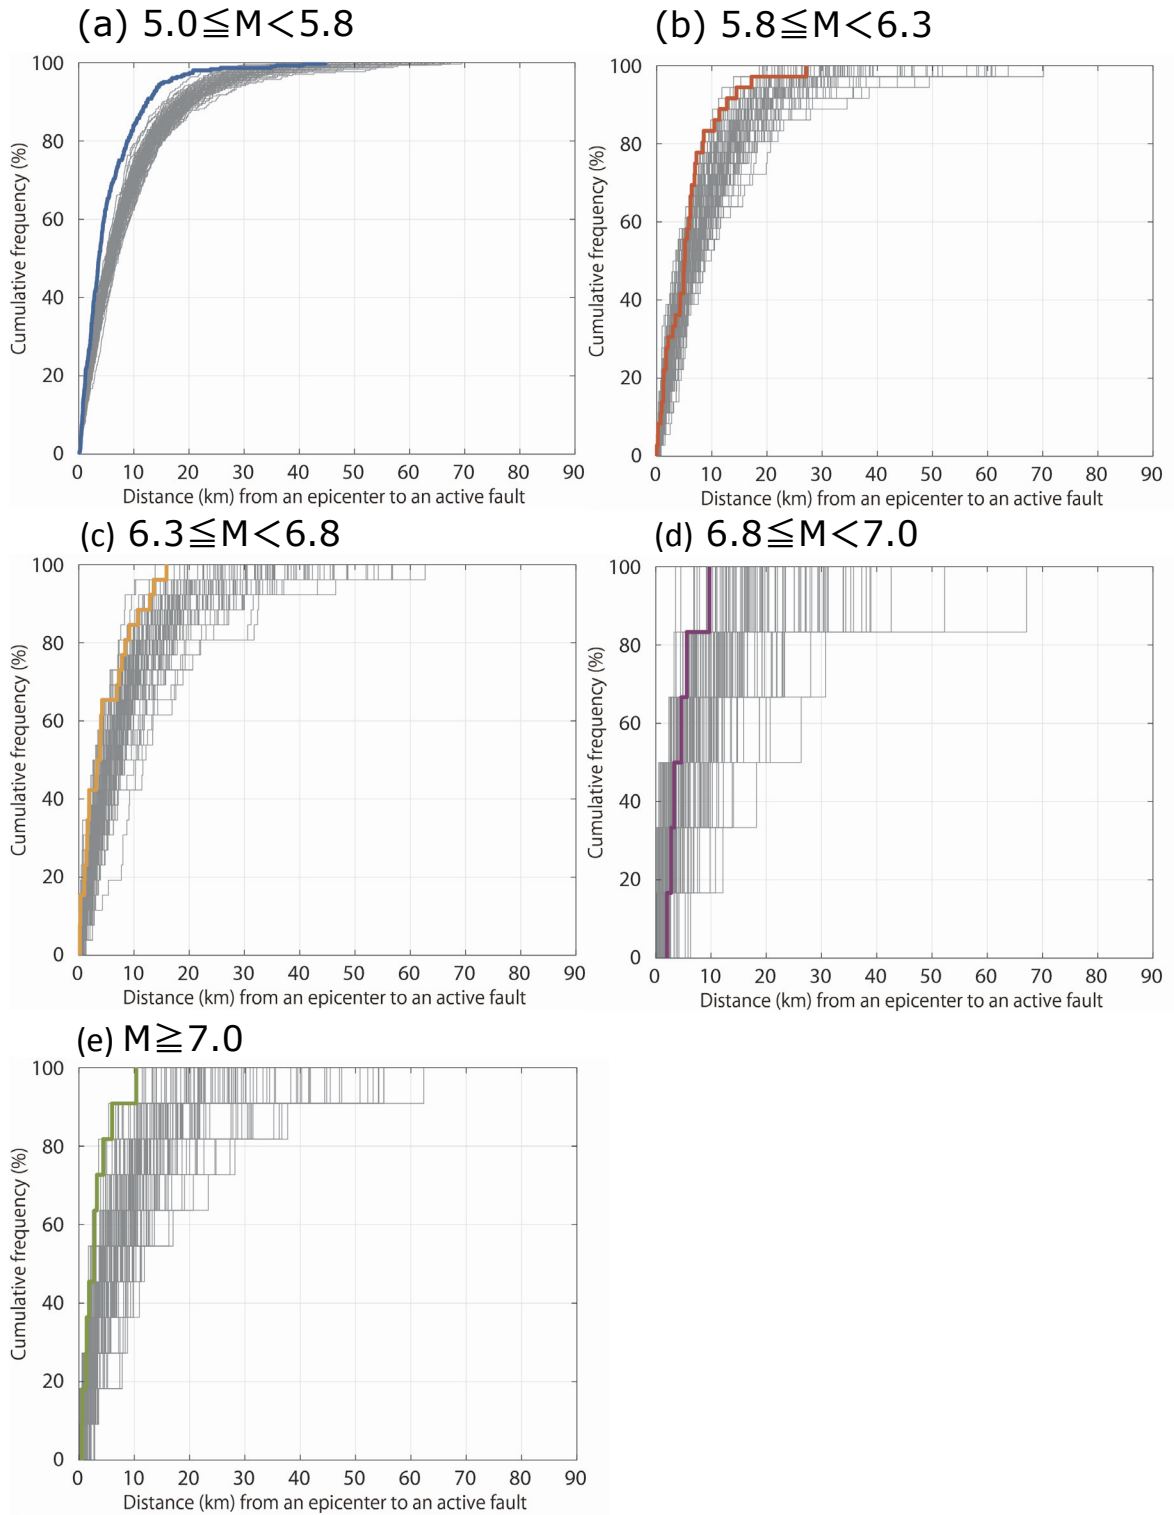 (a) 5.0≦M<5.8
100
80
60
40
20
0
0 10 20 30 40 50 60 70 80 90
Cumulative frequency (%)
Distance (km) from an epicenter to an active fault
(b) 5.8≦M<6.3
100
80
60
40
20
0
0 10 20 30 40 50 60 70 80 90
Cumulative frequency (%)
Distance (km) from an epicenter to an active fault
(c) 6.3≦M<6.8
100
80
60
40
20
0
0 10 20 30 40 50 60 70 80 90
Cumulative frequency (%)
Distance (km) from an epicenter to an active fault
(d) 6.8≦M<7.0
100
80
60
40
20
0
0 10 20 30 40 50 60 70 80 90
Cumulative frequency (%)
Distance (km) from an epicenter to an active fault
(e) M≧7.0
100
80
60
40
20
0
0 10 20 30 40 50 60 70 80 90
Cumulative frequency (%)
Distance (km) from an epicenter to an active fault